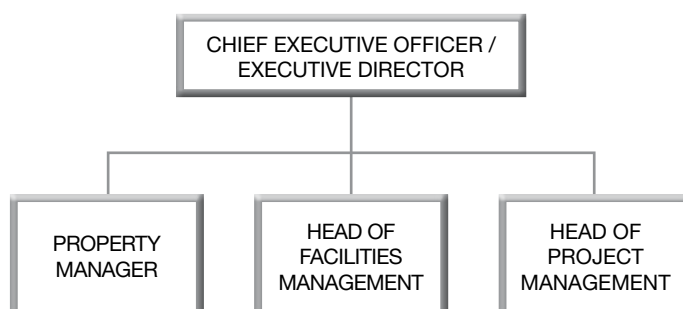 CHIEF EXECUTIVE OFFICER /
EXECUTIVE DIRECTOR
PROPERTY
MANAGER
HEAD OF
FACILITIES
MANAGEMENT
HEAD OF
PROJECT
MANAGEMENT